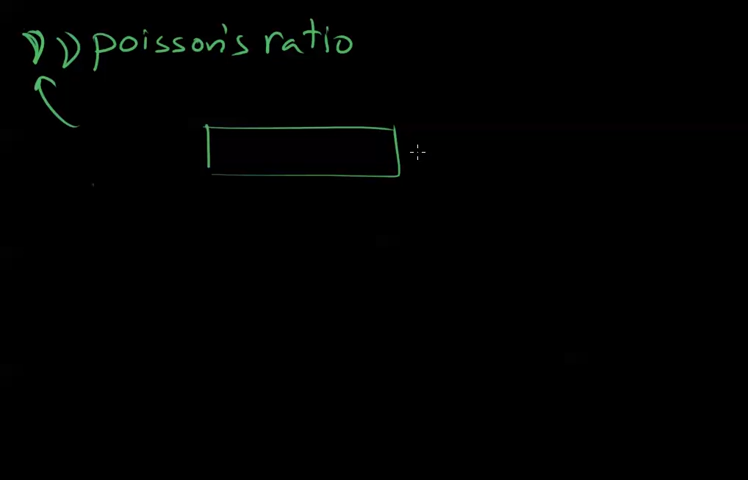 ν ν poisson's ratio